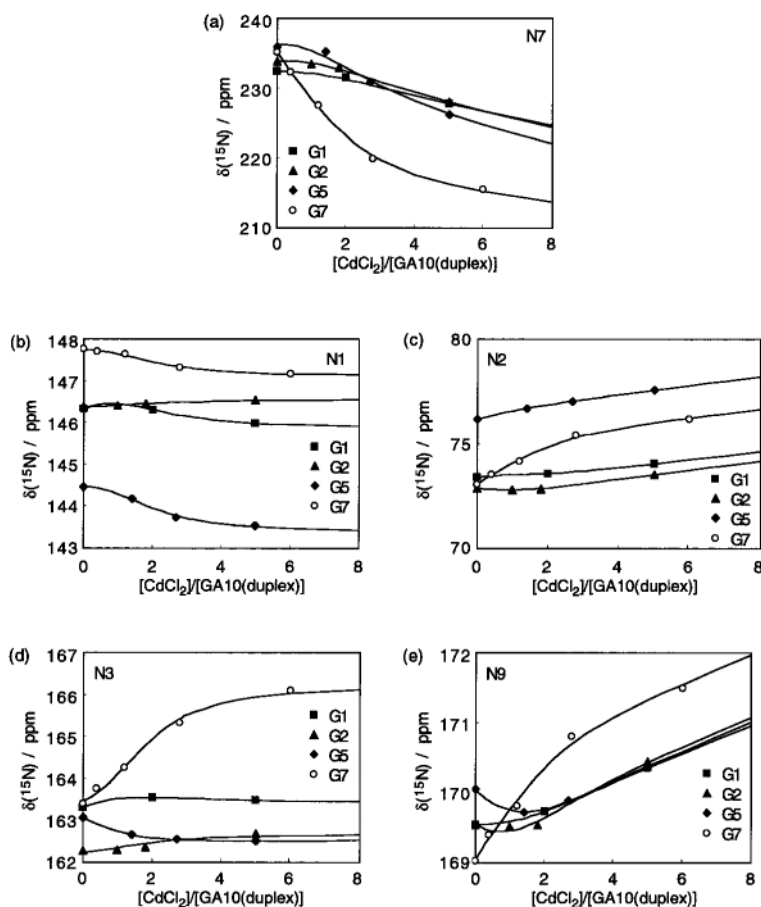 (a)
N7
δ(¹⁵N) / ppm
240
230
220
210
G1
G2
G5
G7
0 2 4 6 8
[CdCl₂]/[GA10(duplex)]
(b)
N1
δ(¹⁵N) / ppm
148
147
146
145
144
143
G1
G2
G5
G7
0 2 4 6 8
[CdCl₂]/[GA10(duplex)]
(c)
N2
δ(¹⁵N) / ppm
80
75
70
G1
G2
G5
G7
0 2 4 6 8
[CdCl₂]/[GA10(duplex)]
(d)
N3
δ(¹⁵N) / ppm
167
166
165
164
163
162
G1
G2
G5
G7
0 2 4 6 8
[CdCl₂]/[GA10(duplex)]
(e)
N9
δ(¹⁵N) / ppm
172
171
170
169
G1
G2
G5
G7
0 2 4 6 8
[CdCl₂]/[GA10(duplex)]